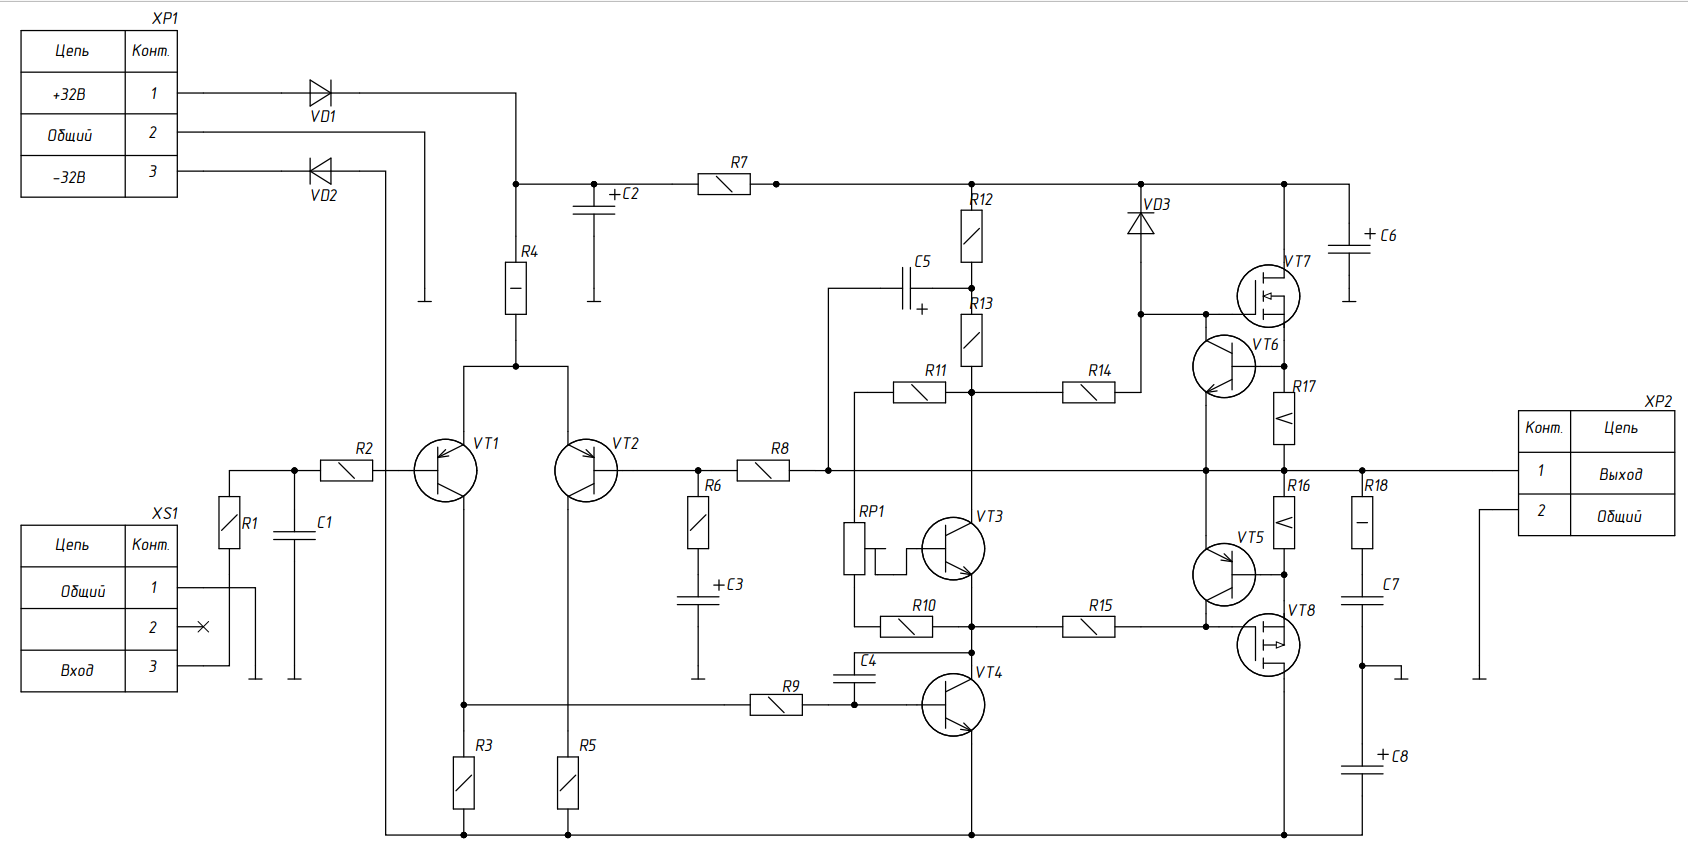 XP1
Цепь Конт.
+32В 1
Общий 2
-32В 3
VD1
VD2
R4
+ C2
R7
R12
C5
+
R13
VD3
VT7
+ C6
VT6
R17
R11
R14
R2
VT1
VT2
R8
R6
XP2
Конт. Цепь
1 Выход
2 Общий
R16
R18
XS1
Цепь Конт.
Общий 1
2
Вход 3
R1
C1
RP1
VT3
VT5
+ C3
C7
R10
R15
VT8
C4
VT4
R9
R3
R5
+ C8